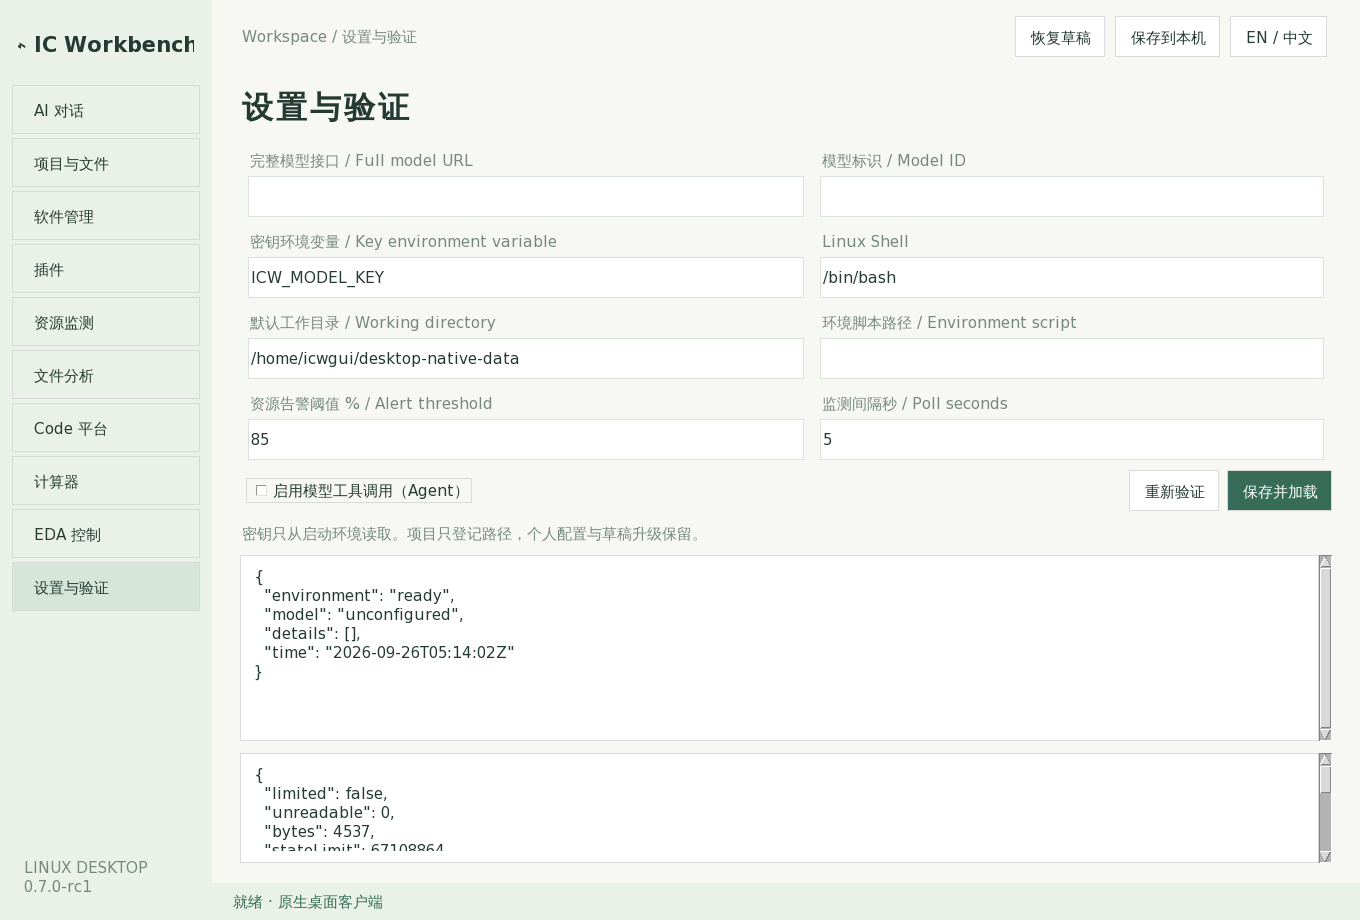 IC Workbench
AI 对话
项目与文件
软件管理
插件
资源监测
文件分析
Code 平台
计算器
EDA 控制
设置与验证
LINUX DESKTOP
0.7.0-rc1
Workspace / 设置与验证
恢复草稿
保存到本机
EN / 中文
设置与验证
完整模型接口 / Full model URL
模型标识 / Model ID
密钥环境变量 / Key environment variable
Linux Shell
ICW_MODEL_KEY
/bin/bash
默认工作目录 / Working directory
环境脚本路径 / Environment script
/home/icwgui/desktop-native-data
资源告警阈值 % / Alert threshold
监测间隔秒 / Poll seconds
85
5
启用模型工具调用（Agent）
重新验证
保存并加载
密钥只从启动环境读取。项目只登记路径，个人配置与草稿升级保留。
{
"environment": "ready",
"model": "unconfigured",
"details": [],
"time": "2026-09-26T05:14:02Z"
}
{
"limited": false,
"unreadable": 0,
"bytes": 4537,
"stateLimit": 67108864
就绪 · 原生桌面客户端